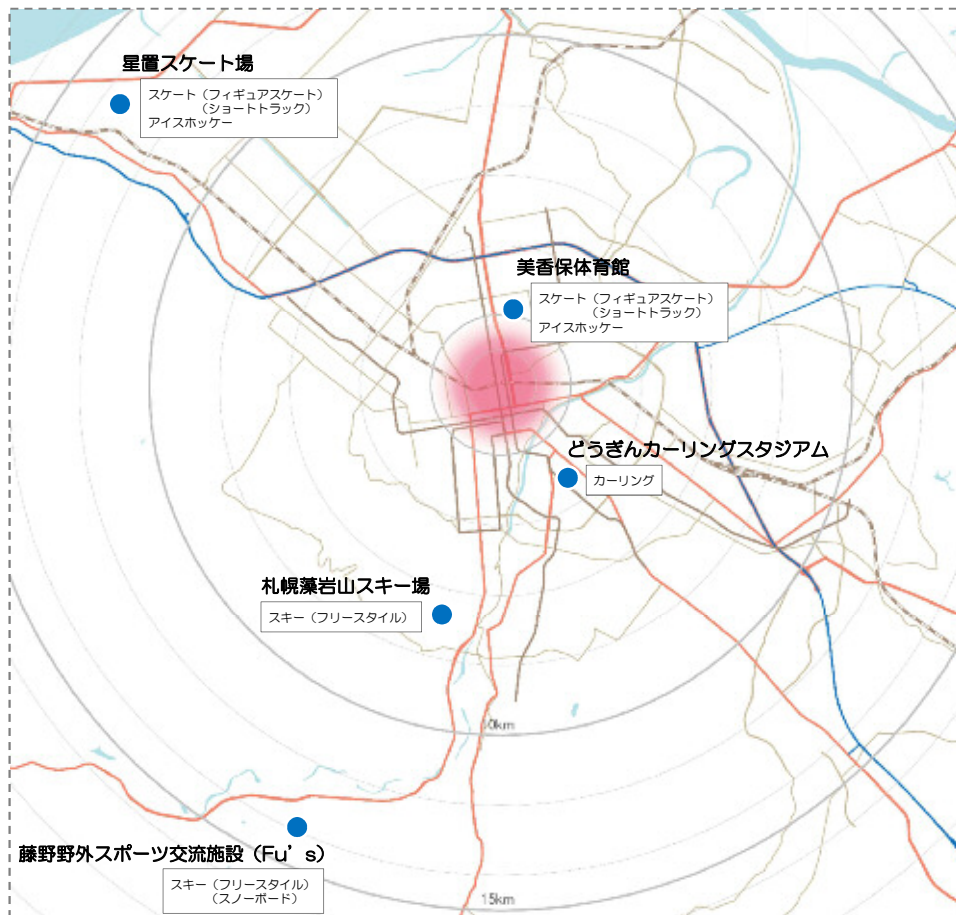 星置スケート場
スケート（フィギュアスケート）
（ショートトラック）
アイスホッケー
美香保体育館
スケート（フィギュアスケート）
（ショートトラック）
アイスホッケー
どうぎんカーリングスタジアム
カーリング
札幌藻岩山スキー場
スキー（フリースタイル）
10km
藤野野外スポーツ交流施設（Fu’s）
スキー（フリースタイル）
（スノーボード）
15km